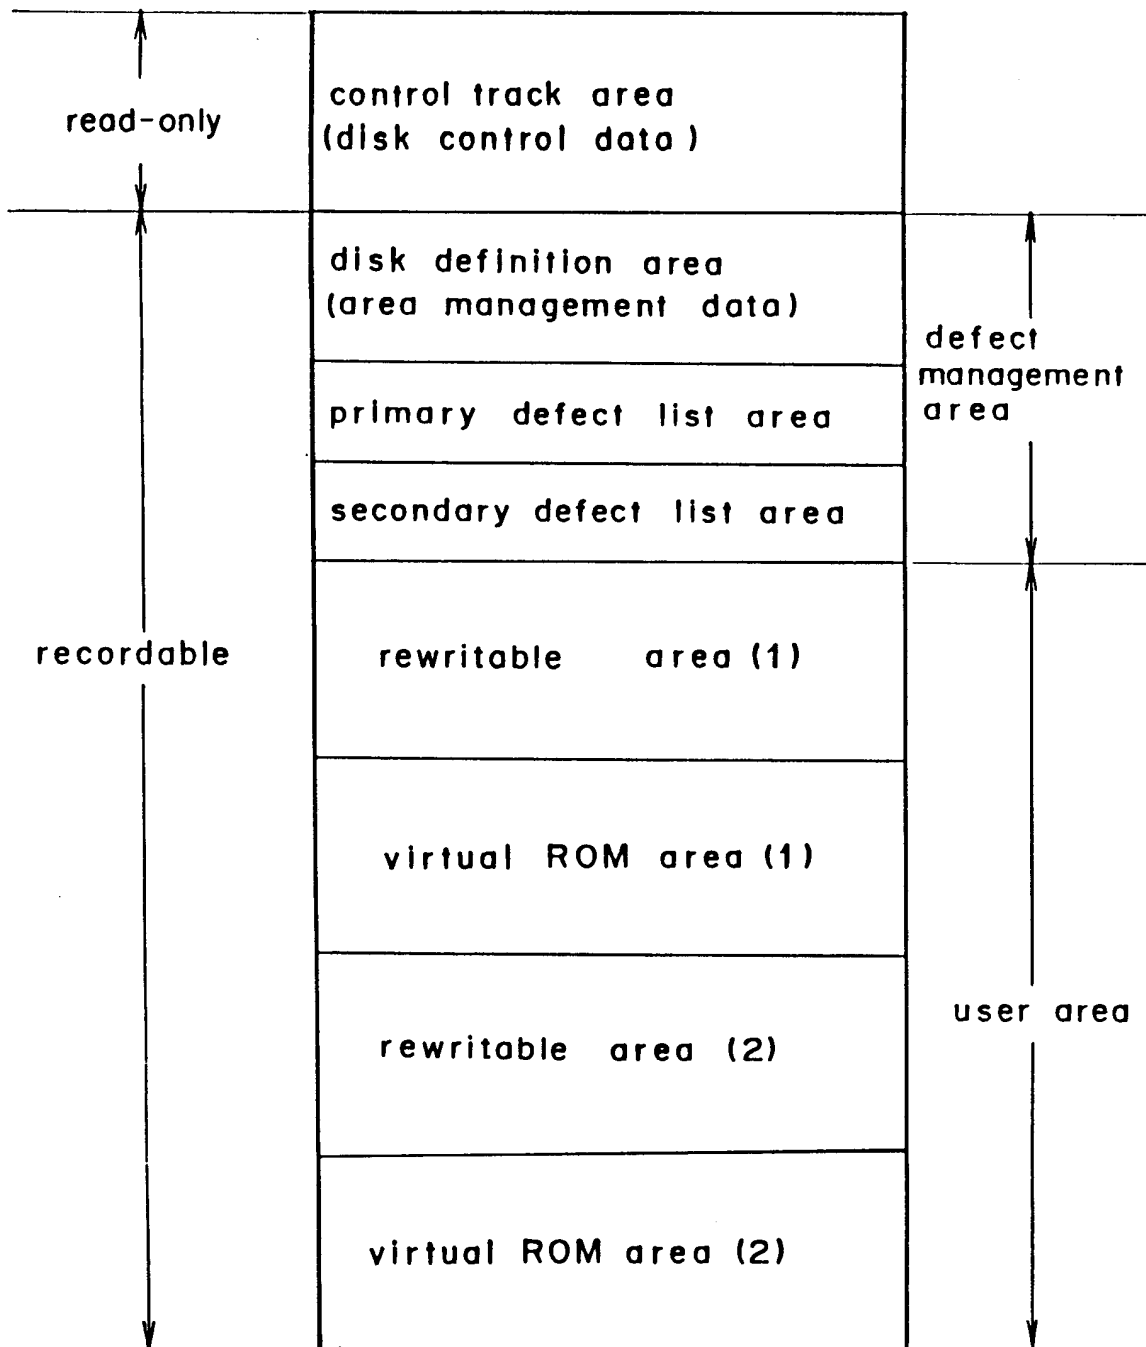 control track area
(disk control data)
read-only
disk definition area
(area management data)
defect
management
area
primary defect list area
secondary defect list area
recordable
rewritable area (1)
virtual ROM area (1)
user area
rewritable area (2)
virtual ROM area (2)